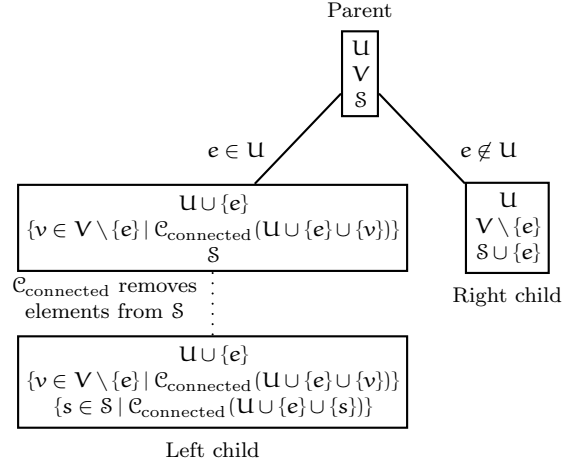 Parent
U
V
S
e ∈ U
e ∉ U
U ∪ {e}
{v ∈ V \ {e} | C_connected(U ∪ {e} ∪ {v})}
S
U
V \ {e}
S ∪ {e}
Right child
C_connected removes
elements from S
U ∪ {e}
{v ∈ V \ {e} | C_connected(U ∪ {e} ∪ {v})}
{s ∈ S | C_connected(U ∪ {e} ∪ {s})}
Left child